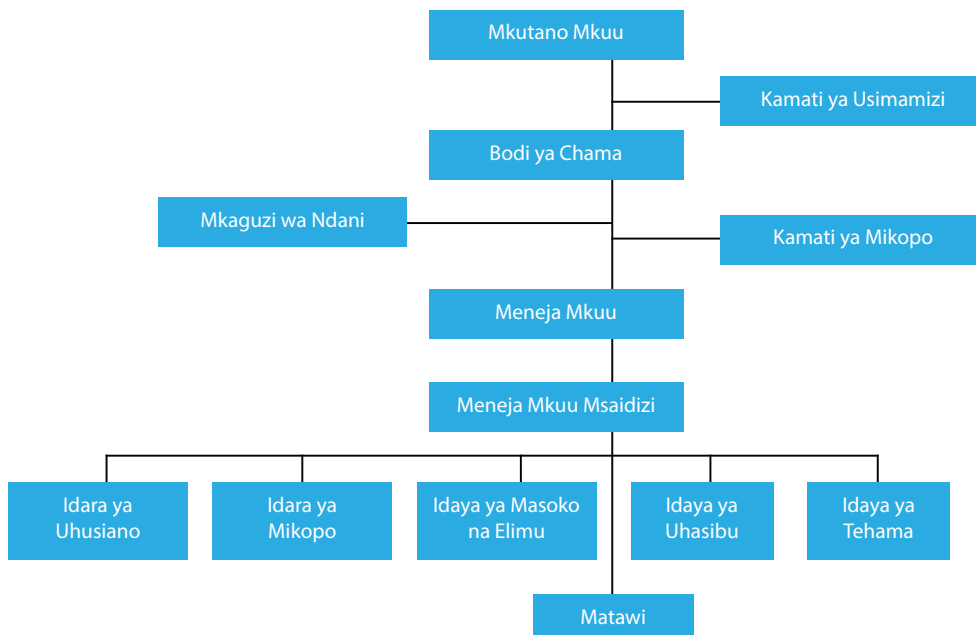 Mkutano Mkuu
Kamati ya Usimamizi
Bodi ya Chama
Mkaguzi wa Ndani
Kamati ya Mikopo
Meneja Mkuu
Meneja Mkuu Msaidizi
Idara ya
Uhusiano
Idara ya
Mikopo
Idaya ya Masoko
na Elimu
Idaya ya
Uhasibu
Idaya ya
Tehama
Matawi